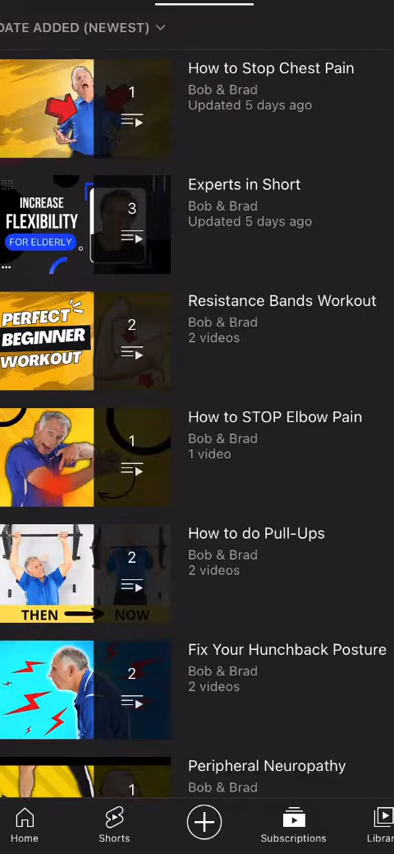 DATE ADDED (NEWEST)
1
How to Stop Chest Pain
Bob & Brad
Updated 5 days ago
INCREASE
FLEXIBILITY
FOR ELDERLY
3
Experts in Short
Bob & Brad
Updated 5 days ago
PERFECT
BEGINNER
WORKOUT
2
Resistance Bands Workout
Bob & Brad
2 videos
1
How to STOP Elbow Pain
Bob & Brad
1 video
THEN
NOW
2
How to do Pull-Ups
Bob & Brad
2 videos
2
Fix Your Hunchback Posture
Bob & Brad
2 videos
1
Peripheral Neuropathy
Bob & Brad
Home
Shorts
Subscriptions
Librar